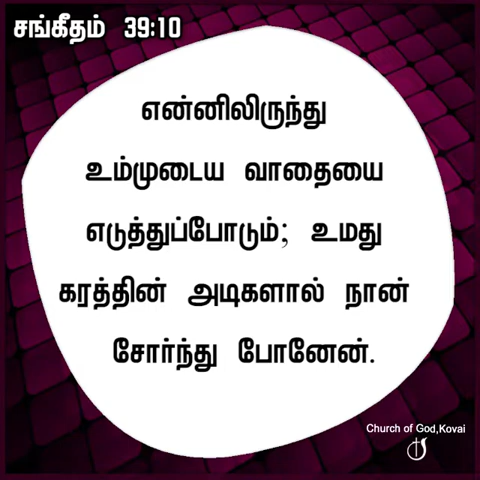 சங்கீதம் 39:10
என்னிலிருந்து
உம்முடைய வாதையை
எடுத்துப்போடும்; உமது
கரத்தின் அடிகளால் நான்
சோர்ந்து போனேன்.
Church of God,Kovai